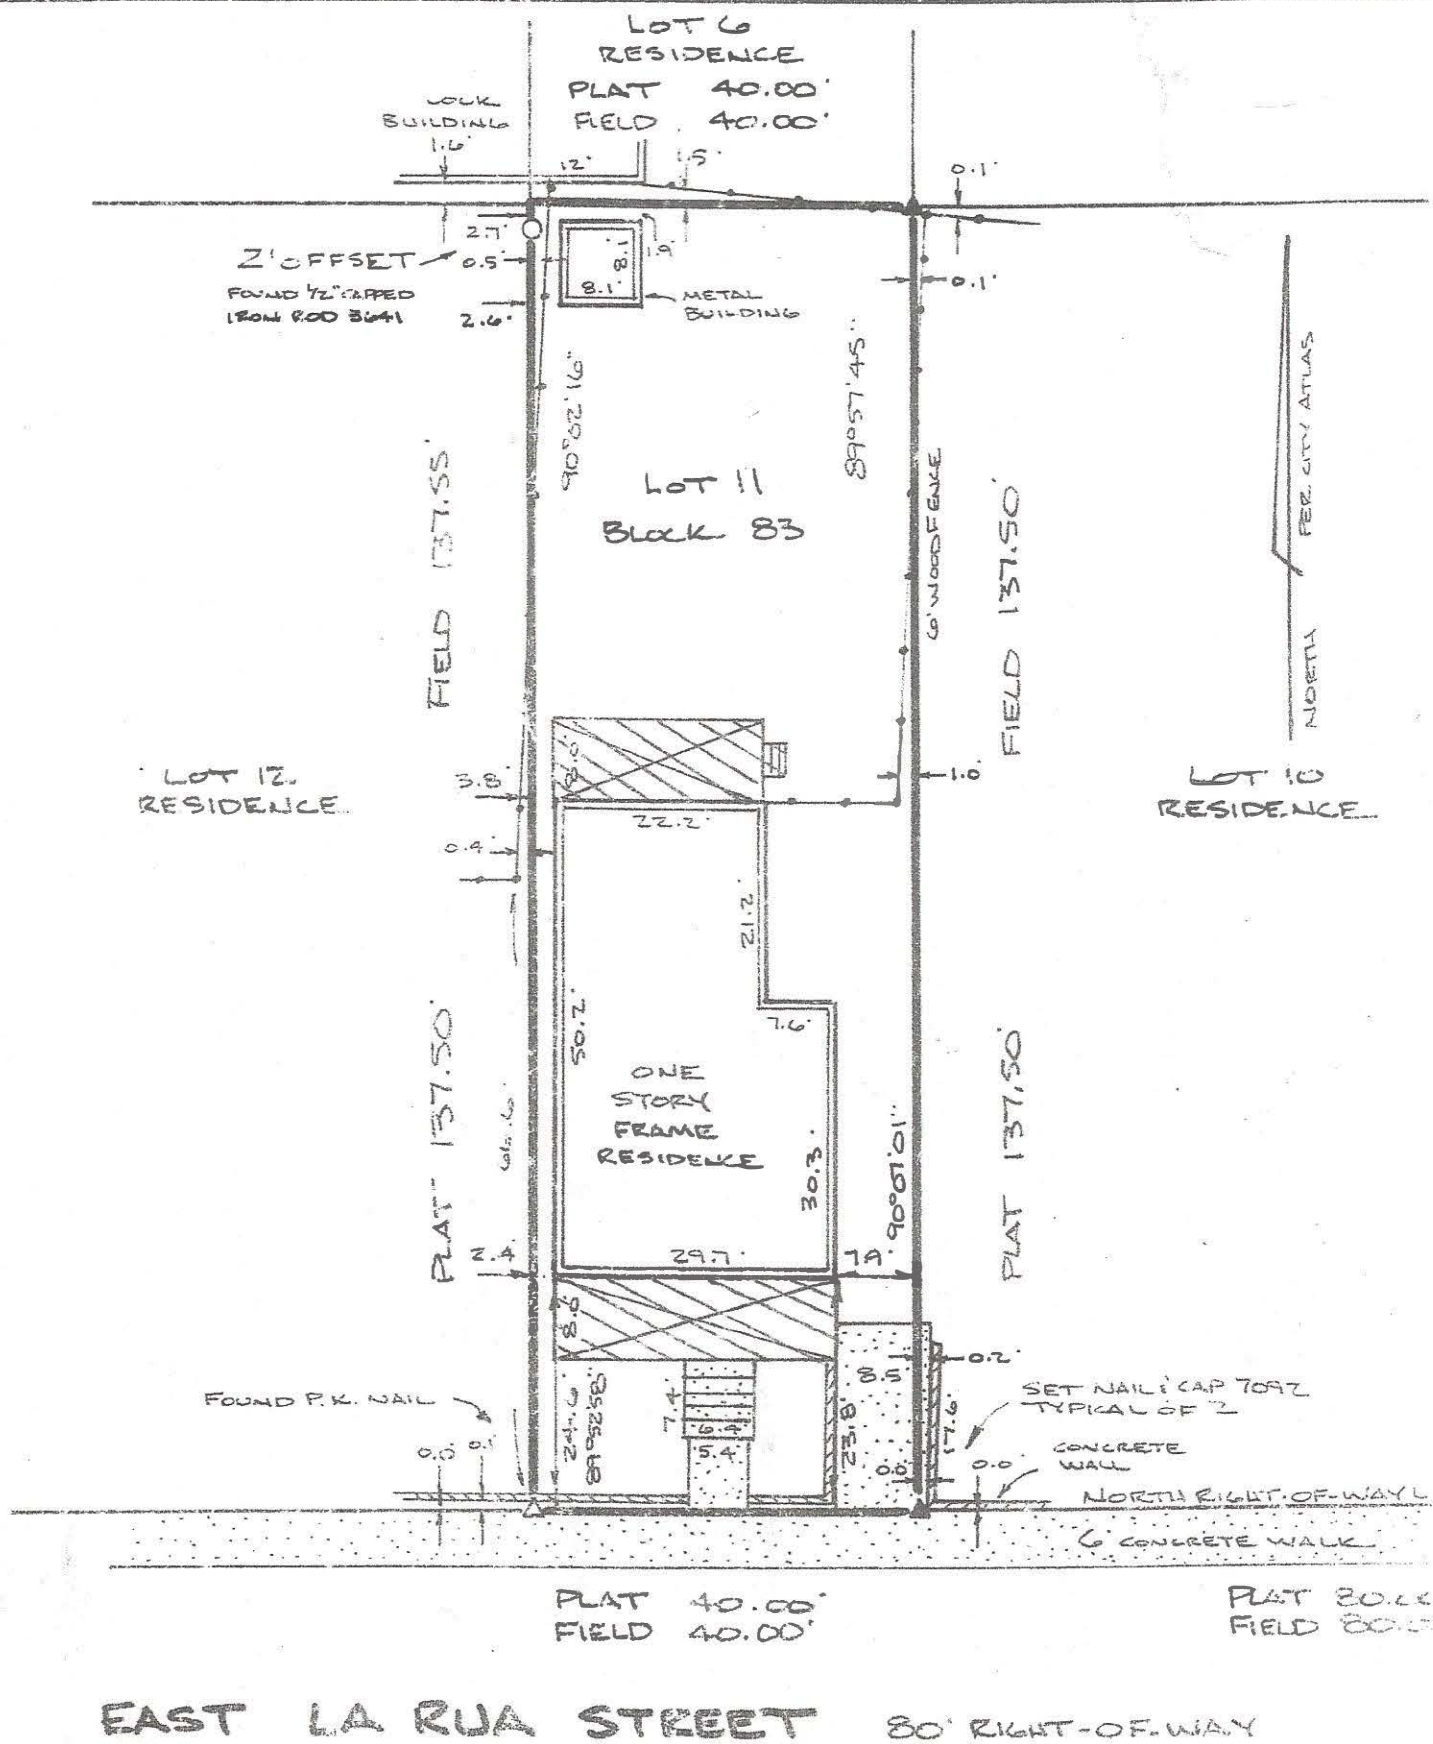 LOT 6
RESIDENCE
PLAT 40.00'
FIELD 40.00'
BUILDING
1.6'
12'
1.5'
0.1'
2.7'
2' OFFSET
0.5'
FOUND 1/2" CAPPED
IRON ROD 3641
2.6'
8.1'
8.1'
1.9'
METAL
BUILDING
0.1'
90°02'16"
89°57'45"
LOT 11
BLOCK 83
FIELD 137.55'
6' WOOD FENCE
FIELD 137.50'
NORTH PER CITY ATLAS
LOT 12
RESIDENCE
3.8'
8.0'
22.2'
1.0'
LOT 10
RESIDENCE
0.4'
21.2'
7.6'
50.2'
ONE
STORY
FRAME
RESIDENCE
30.3'
90°07'01"
PLAT 137.50'
PLAT 137.50'
2.4'
29.7'
7.9'
8.0'
0.2'
8.5'
FOUND P.K. NAIL
7.4'
6.4'
5.4'
24.6'
89°52'58"
23.8'
17.6'
SET NAIL & CAP 7092
TYPICAL OF 2
0.0'
0.1'
0.0'
0.0'
CONCRETE
WALL
NORTH RIGHT-OF-WAY L
6' CONCRETE WALK
PLAT 40.00'
FIELD 40.00'
PLAT 80.
FIELD 80.
EAST LA RUA STREET 80' RIGHT-OF-WAY